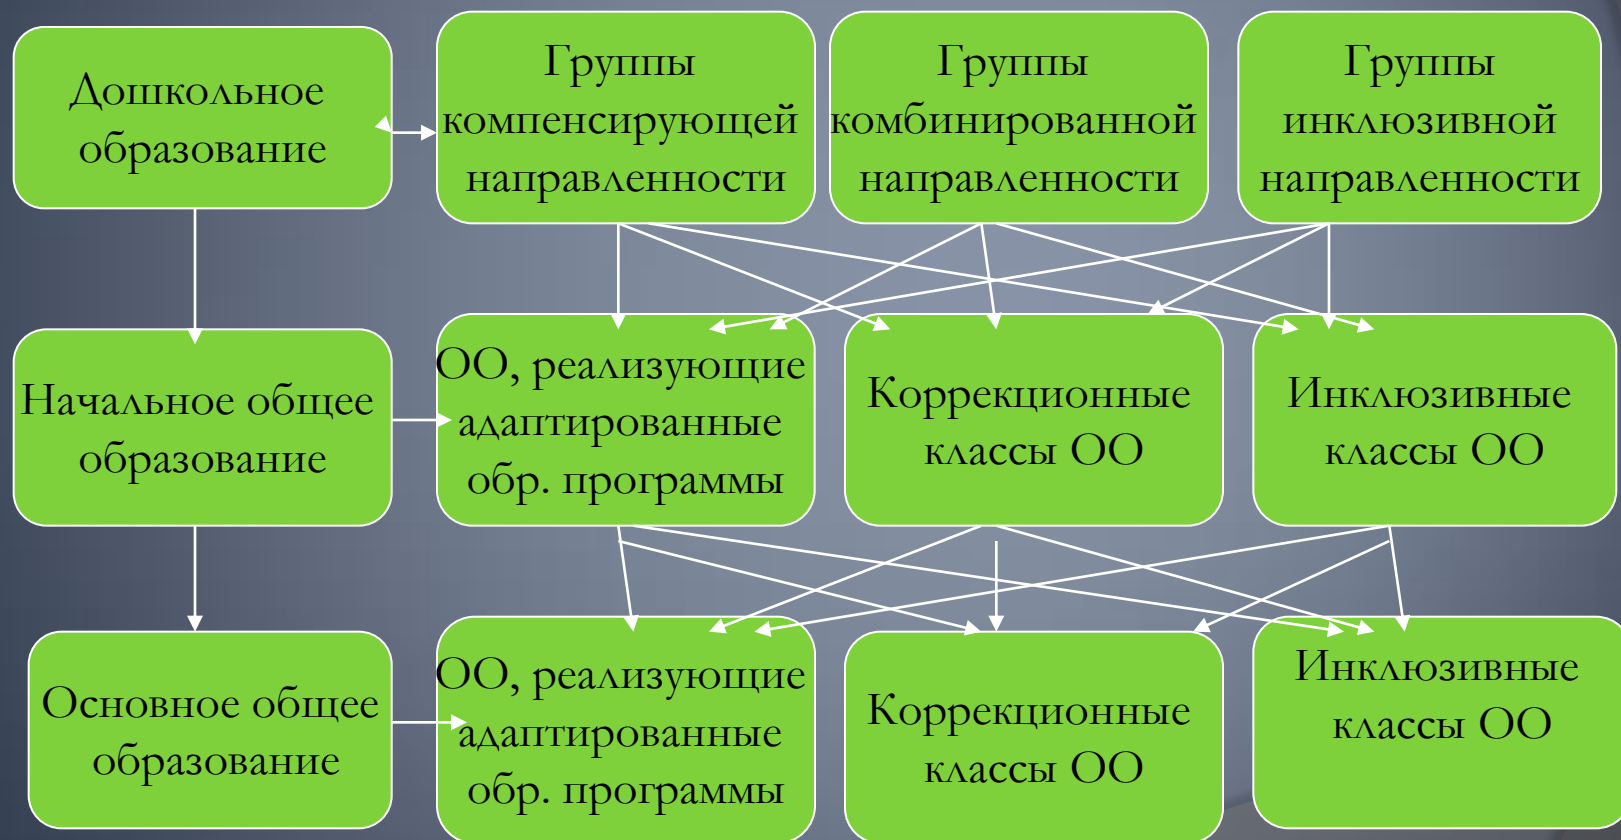 Дошкольное
образование
Группы
компенсирующей
направленности
Группы
комбинированной
направленности
Группы
инклюзивной
направленности
Начальное общее
образование
ОО, реализующие
адаптированные
обр. программы
Коррекционные
классы ОО
Инклюзивные
классы ОО
Основное общее
образование
ОО, реализующие
адаптированные
обр. программы
Коррекционные
классы ОО
Инклюзивные
классы ОО